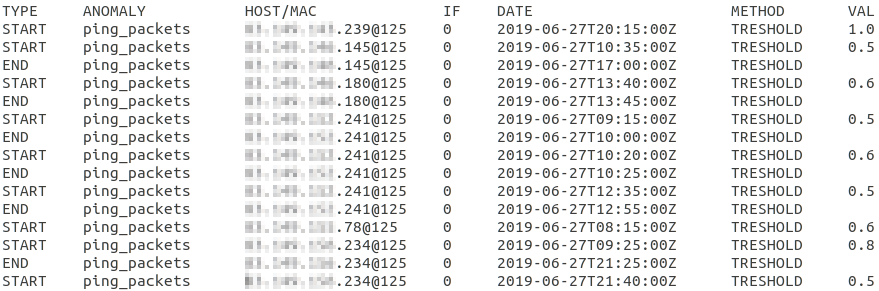 TYPE ANOMALY HOST/MAC IF DATE METHOD VAL
START ping_packets .239@125 0 2019-06-27T20:15:00Z TRESHOLD 1.0
START ping_packets .145@125 0 2019-06-27T10:35:00Z TRESHOLD 0.5
END ping_packets .145@125 0 2019-06-27T17:00:00Z TRESHOLD
START ping_packets .180@125 0 2019-06-27T13:40:00Z TRESHOLD 0.6
END ping_packets .180@125 0 2019-06-27T13:45:00Z TRESHOLD
START ping_packets .241@125 0 2019-06-27T09:15:00Z TRESHOLD 0.5
END ping_packets .241@125 0 2019-06-27T10:00:00Z TRESHOLD
START ping_packets .241@125 0 2019-06-27T10:20:00Z TRESHOLD 0.6
END ping_packets .241@125 0 2019-06-27T10:25:00Z TRESHOLD
START ping_packets .241@125 0 2019-06-27T12:35:00Z TRESHOLD 0.5
END ping_packets .241@125 0 2019-06-27T12:55:00Z TRESHOLD
START ping_packets .78@125 0 2019-06-27T08:15:00Z TRESHOLD 0.6
START ping_packets .234@125 0 2019-06-27T09:25:00Z TRESHOLD 0.8
END ping_packets .234@125 0 2019-06-27T21:25:00Z TRESHOLD
START ping_packets .234@125 0 2019-06-27T21:40:00Z TRESHOLD 0.5